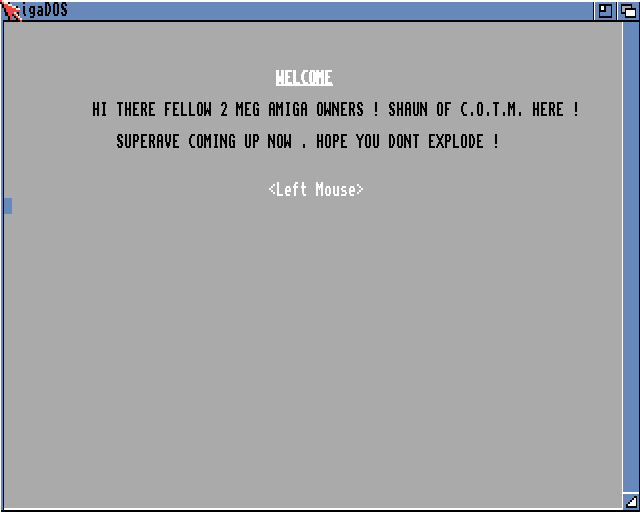 igaDOS
WELCOME
HI THERE FELLOW 2 MEG AMIGA OWNERS ! SHAUN OF C.O.T.M. HERE !
SUPERAVE COMING UP NOW . HOPE YOU DONT EXPLODE !
<Left Mouse>